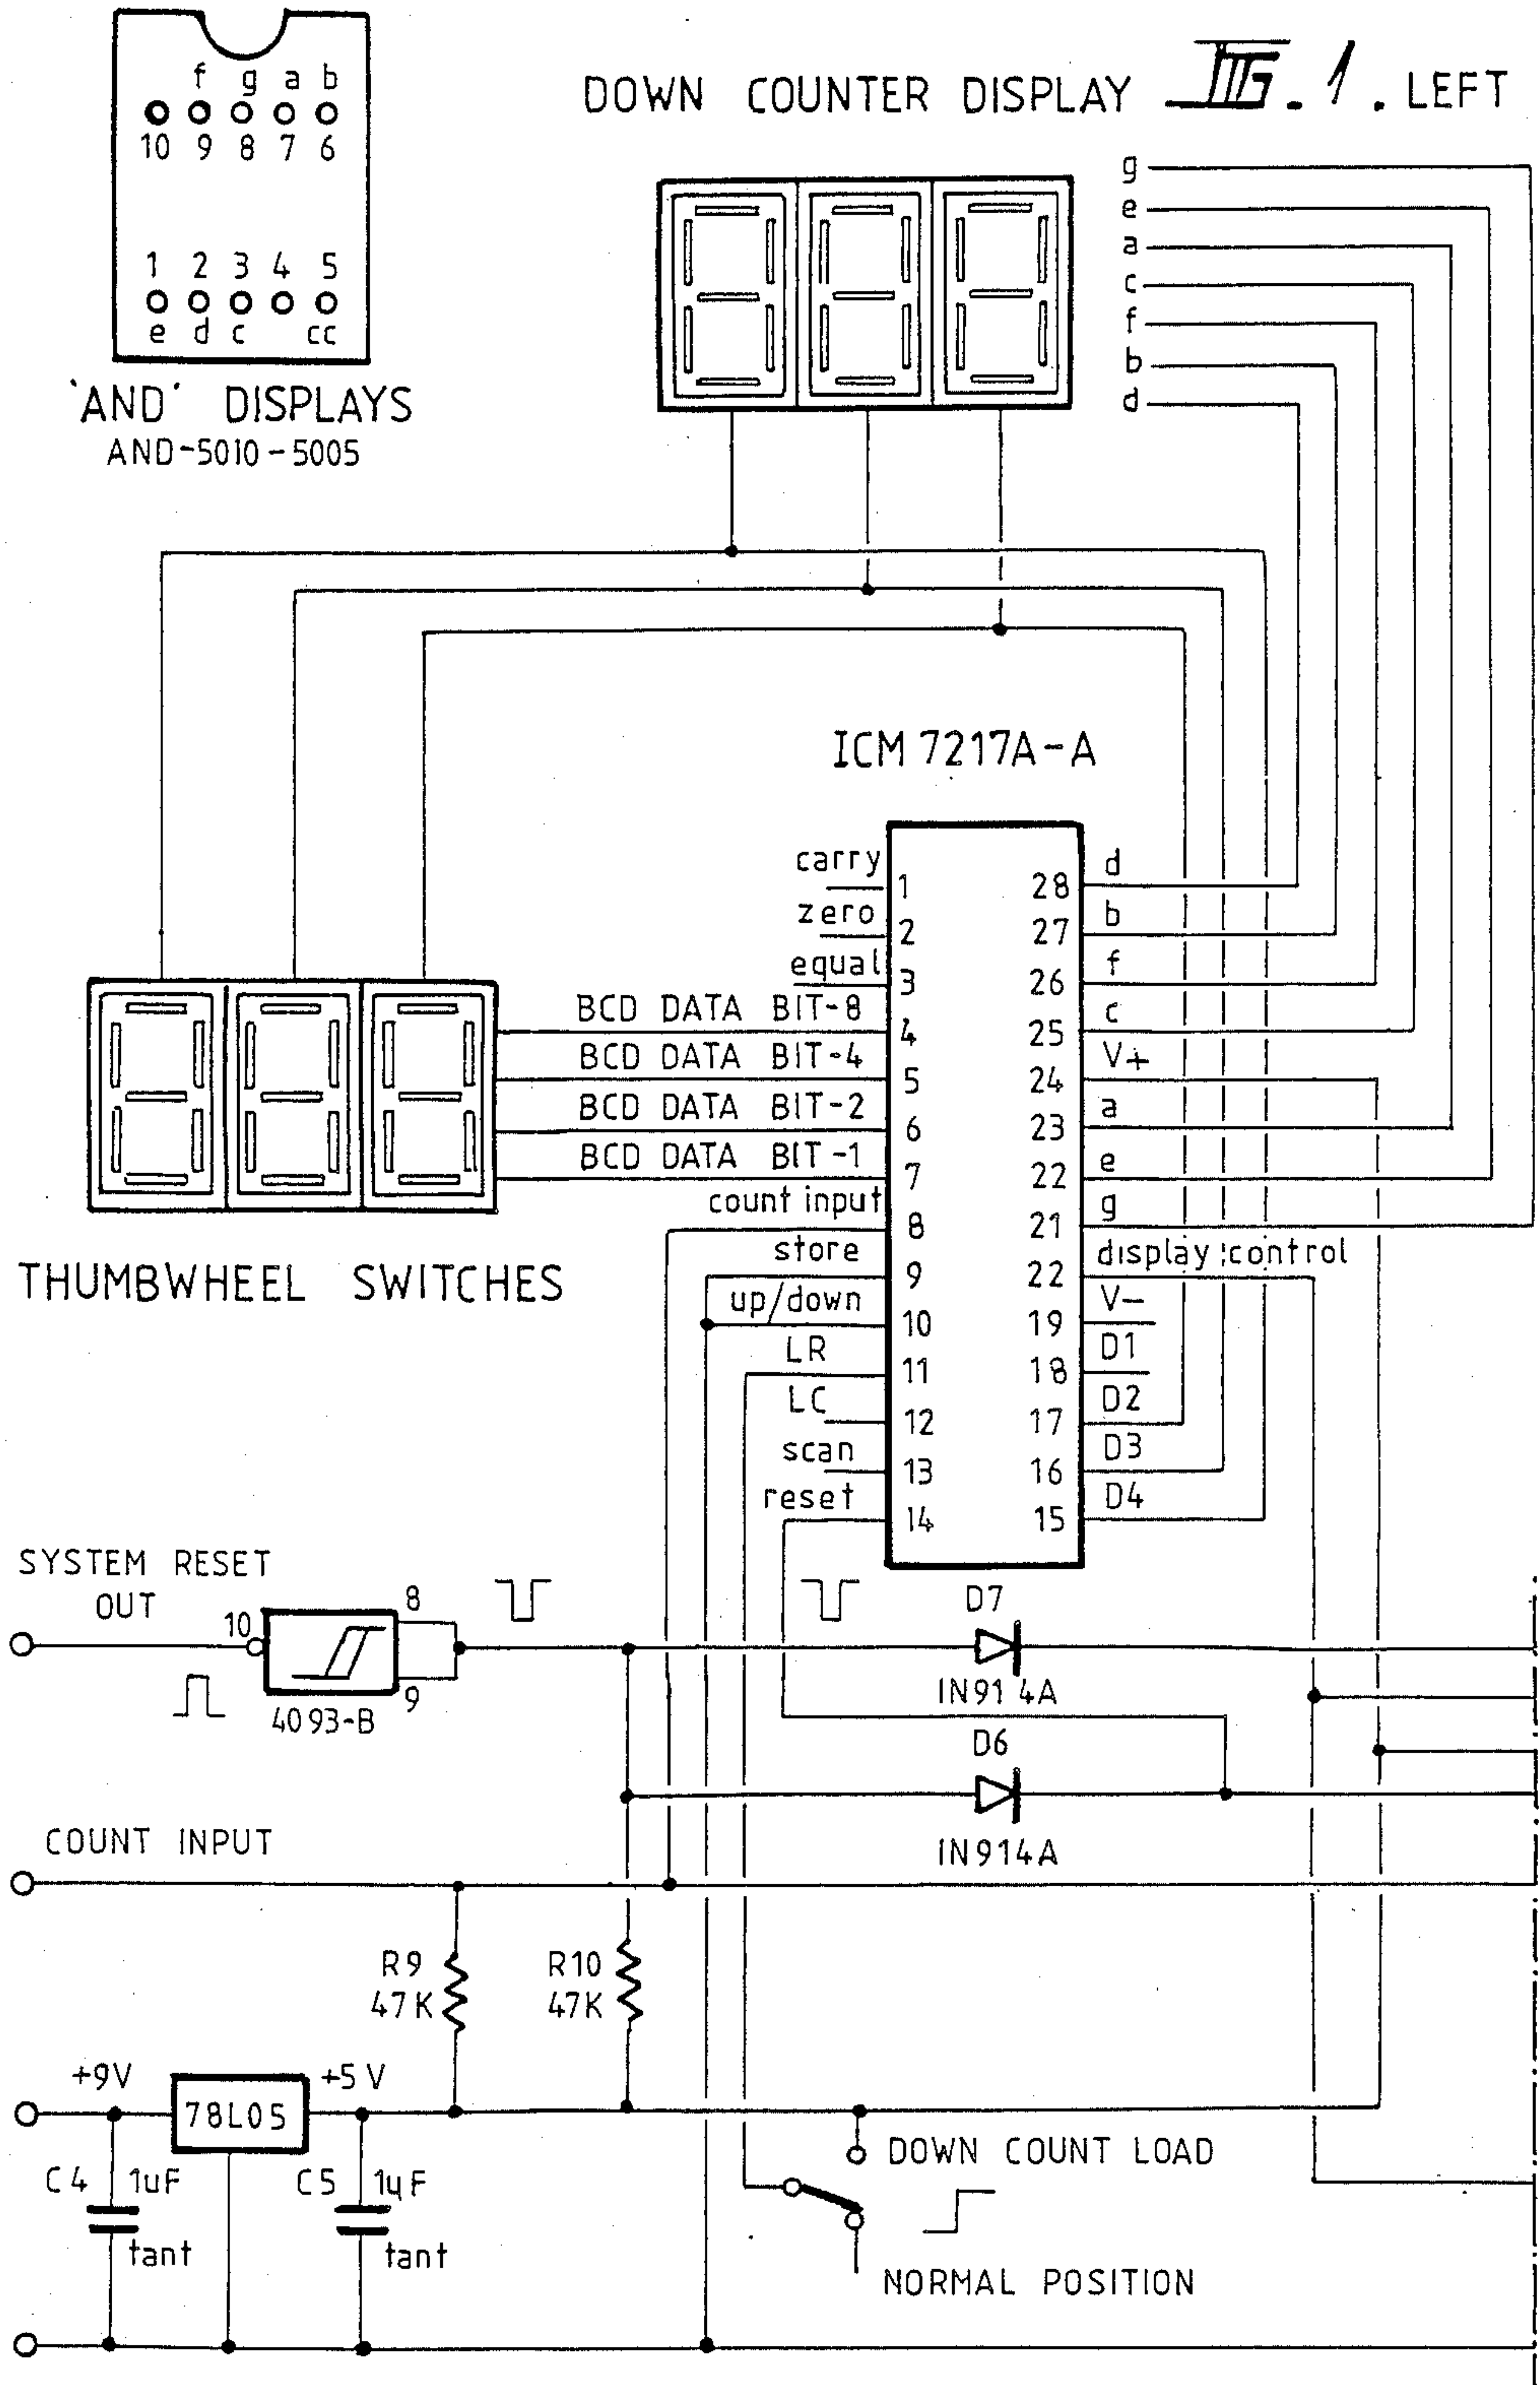 DOWN COUNTER DISPLAY FIG. 1. LEFT
f g a b
10 9 8 7 6
1 2 3 4 5
e d c cc
'AND' DISPLAYS
AND-5010-5005
g
e
a
c
f
b
d
ICM 7217A-A
carry 1 28 d
zero 2 27 b
equal 3 26 f
BCD DATA BIT-8 4 25 c
BCD DATA BIT-4 5 24 V+
BCD DATA BIT-2 6 23 a
BCD DATA BIT-1 7 22 e
count input 8 21 g
store 9 22 display control
up/down 10 19 V-
LR 11 18 D1
LC 12 17 D2
scan 13 16 D3
reset 14 15 D4
THUMBWHEEL SWITCHES
SYSTEM RESET
OUT
10 8
9
4093-B
D7
IN914A
D6
IN914A
COUNT INPUT
R9
47K
R10
47K
+9V 78L05 +5V
C4 1uF
tant
C5 1uF
tant
DOWN COUNT LOAD
NORMAL POSITION